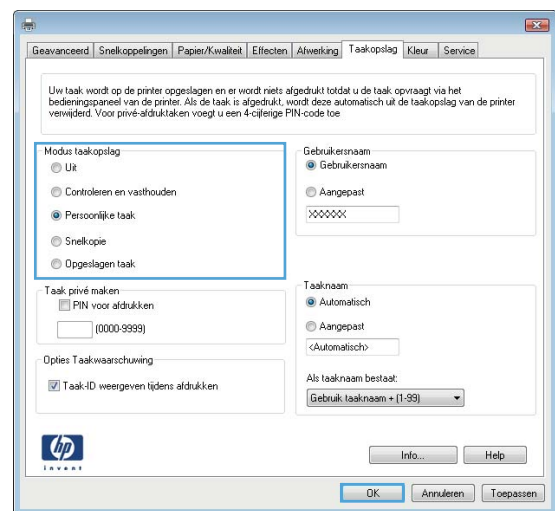 Geavanceerd Snelkoppelingen Papier/Kwaliteit Effecten Afwerking Taakopslag Kleur Service
Uw taak wordt op de printer opgeslagen en er wordt niets afgedrukt totdat u de taak opvraagt via het
bedieningspaneel van de printer. Als de taak is afgedrukt, wordt deze automatisch uit de taakopslag van de printer
verwijderd. Voor privé-afdruktaken voegt u een 4-cijferige PIN-code toe
Modus taakopslag
Uit
Controleren en vasthouden
Persoonlijke taak
Snelkopie
Opgeslagen taak
Gebruikersnaam
Gebruikersnaam
Aangepast
XXXXXX
Taak privé maken
PIN voor afdrukken
(0000-9999)
Taaknaam
Automatisch
Aangepast
<Automatisch>
Als taaknaam bestaat:
Gebruik taaknaam + (1-99)
Opties Taakwaarschuwing
Taak-ID weergeven tijdens afdrukken
hp
invent
Info... Help
OK Annuleren Toepassen